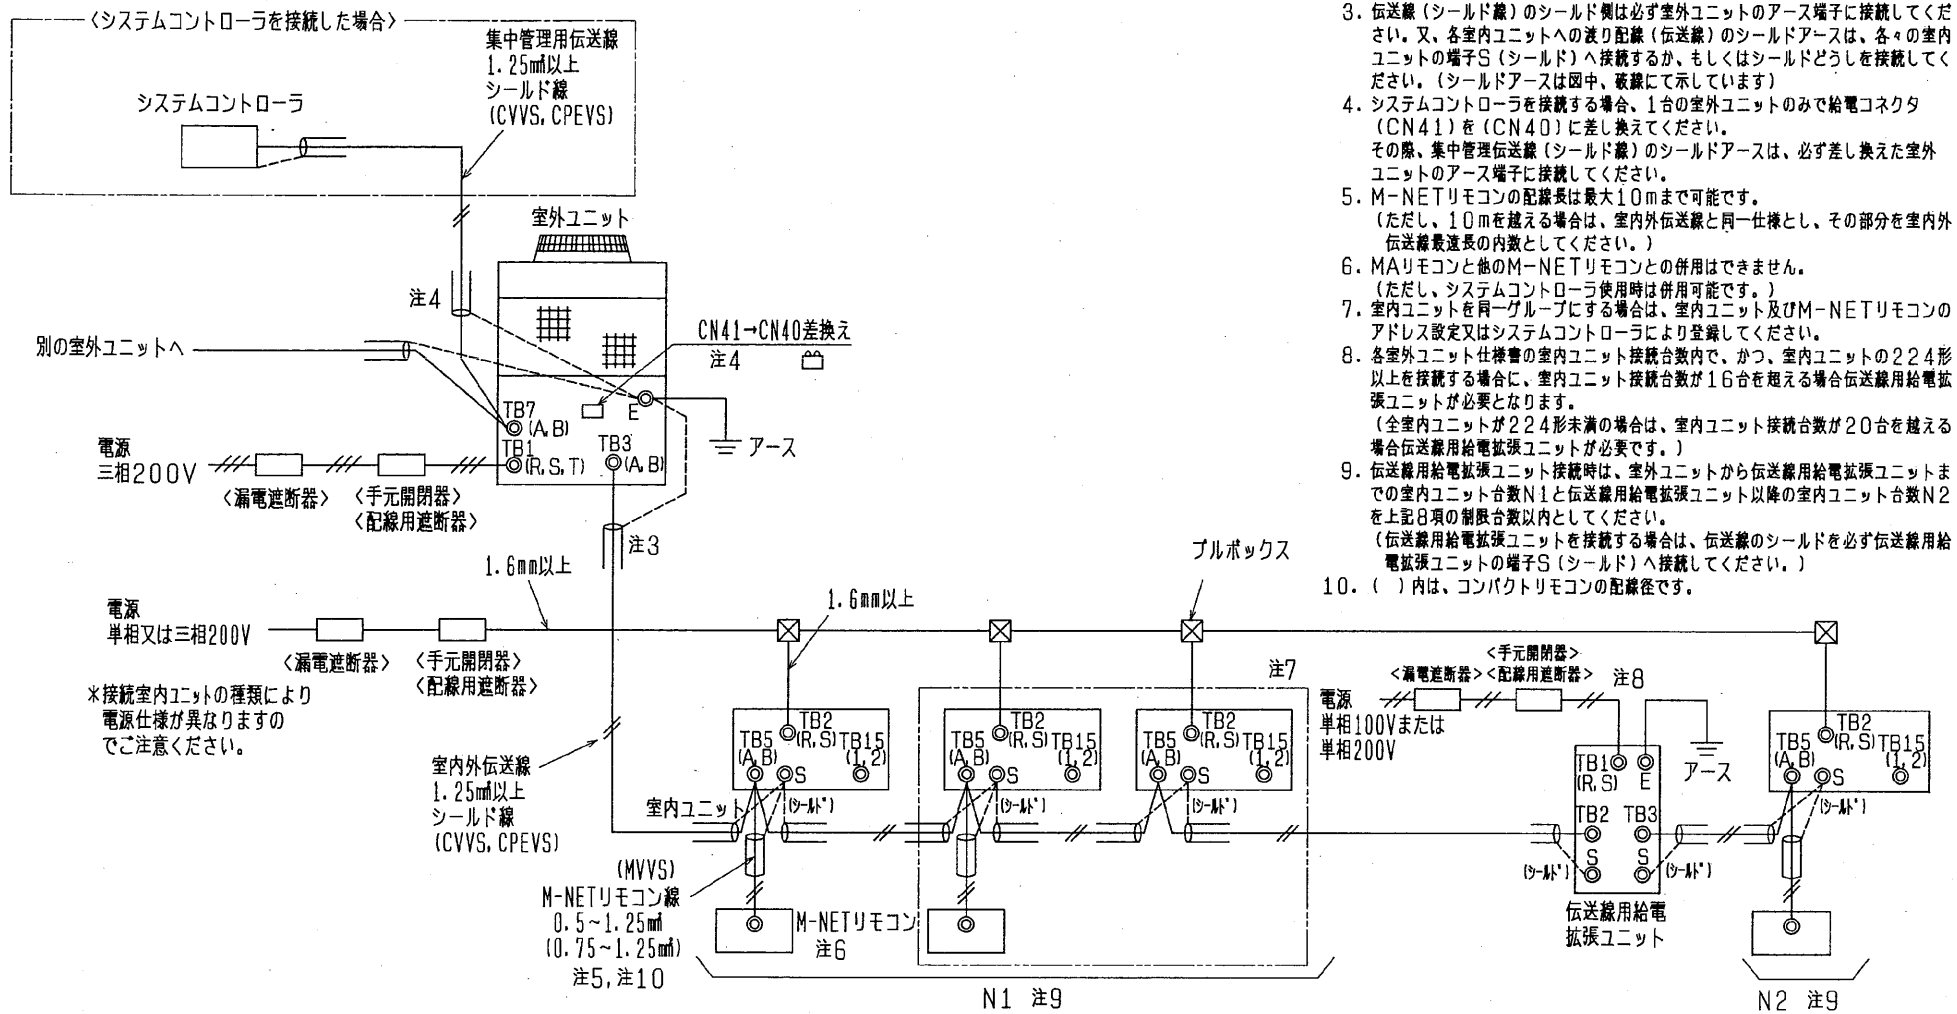 〈システムコントローラを接続した場合〉
集中管理用伝送線
1.25㎟以上
シールド線
(CVVS,CPEVS)
システムコントローラ
室外ユニット
注4
別の室外ユニットへ
CN41→CN40差換え
注4
TB7
(A,B)
TB1
(R,S,T)
TB3
(A,B)
E
アース
電源
三相200V
〈漏電遮断器〉
〈手元開閉器〉
〈配線用遮断器〉
注3
1.6mm以上
電源
単相又は三相200V
〈漏電遮断器〉
〈手元開閉器〉
〈配線用遮断器〉
*接続室内ユニットの種類により
電源仕様が異なりますの
でご注意ください。
1.6mm以上
プルボックス
室内外伝送線
1.25㎟以上
シールド線
(CVVS,CPEVS)
室内ユニット
TB2
(R,S)
TB5
(A,B)
S
TB15
(1,2)
(シールド)
(MVVS)
M-NETリモコン線
0.5~1.25㎟
(0.75~1.25㎟)
注5,注10
M-NETリモコン
注6
注7
TB2
(R,S)
TB5
(A,B)
S
TB15
(1,2)
(シールド)
TB2
(R,S)
TB5
(A,B)
S
TB15
(1,2)
(シールド)
N1 注9
〈手元開閉器〉
〈漏電遮断器〉〈配線用遮断器〉
注8
電源
単相100Vまたは
単相200V
TB1
(R,S)
E
アース
TB2 TB3
S S
(シールド) (シールド)
伝送線用給電
拡張ユニット
TB2
(R,S)
TB5
(A,B)
S
TB15
(1,2)
(シールド)
N2 注9
3. 伝送線(シールド線)のシールド側は必ず室外ユニットのアース端子に接続してくだ
さい。又、各室内ユニットへの渡り配線(伝送線)のシールドアースは、各々の室内
ユニットの端子S(シールド)へ接続するか、もしくはシールドどうしを接続してく
ださい。(シールドアースは図中、破線にて示しています)
4. システムコントローラを接続する場合、1台の室外ユニットのみで給電コネクタ
(CN41)を(CN40)に差し換えてください。
その際、集中管理伝送線(シールド線)のシールドアースは、必ず差し換えた室外
ユニットのアース端子に接続してください。
5. M-NETリモコンの配線長は最大10mまで可能です。
(ただし、10mを越える場合は、室内外伝送線と同一仕様とし、その部分を室内外
伝送線最遠長の内数としてください。)
6. MAリモコンと他のM-NETリモコンとの併用はできません。
(ただし、システムコントローラ使用時は併用可能です。)
7. 室内ユニットを同一グループにする場合は、室内ユニット及びM-NETリモコンの
アドレス設定又はシステムコントローラにより登録してください。
8. 各室外ユニット仕様書の室内ユニット接続台数内で、かつ、室内ユニットの224形
以上を接続する場合に、室内ユニット接続台数が16台を超える場合伝送線用給電拡
張ユニットが必要となります。
(全室内ユニットが224形未満の場合は、室内ユニット接続台数が20台を越える
場合伝送線用給電拡張ユニットが必要です。)
9. 伝送線用給電拡張ユニット接続時は、室外ユニットから伝送線用給電拡張ユニットま
での室内ユニット台数N1と伝送線用給電拡張ユニット以降の室内ユニット台数N2
を上記8項の制限台数以内としてください。
(伝送線用給電拡張ユニットを接続する場合は、伝送線のシールドを必ず伝送線用給
電拡張ユニットの端子S(シールド)へ接続してください。)
10. ( )内は、コンパクトリモコンの配線径です。